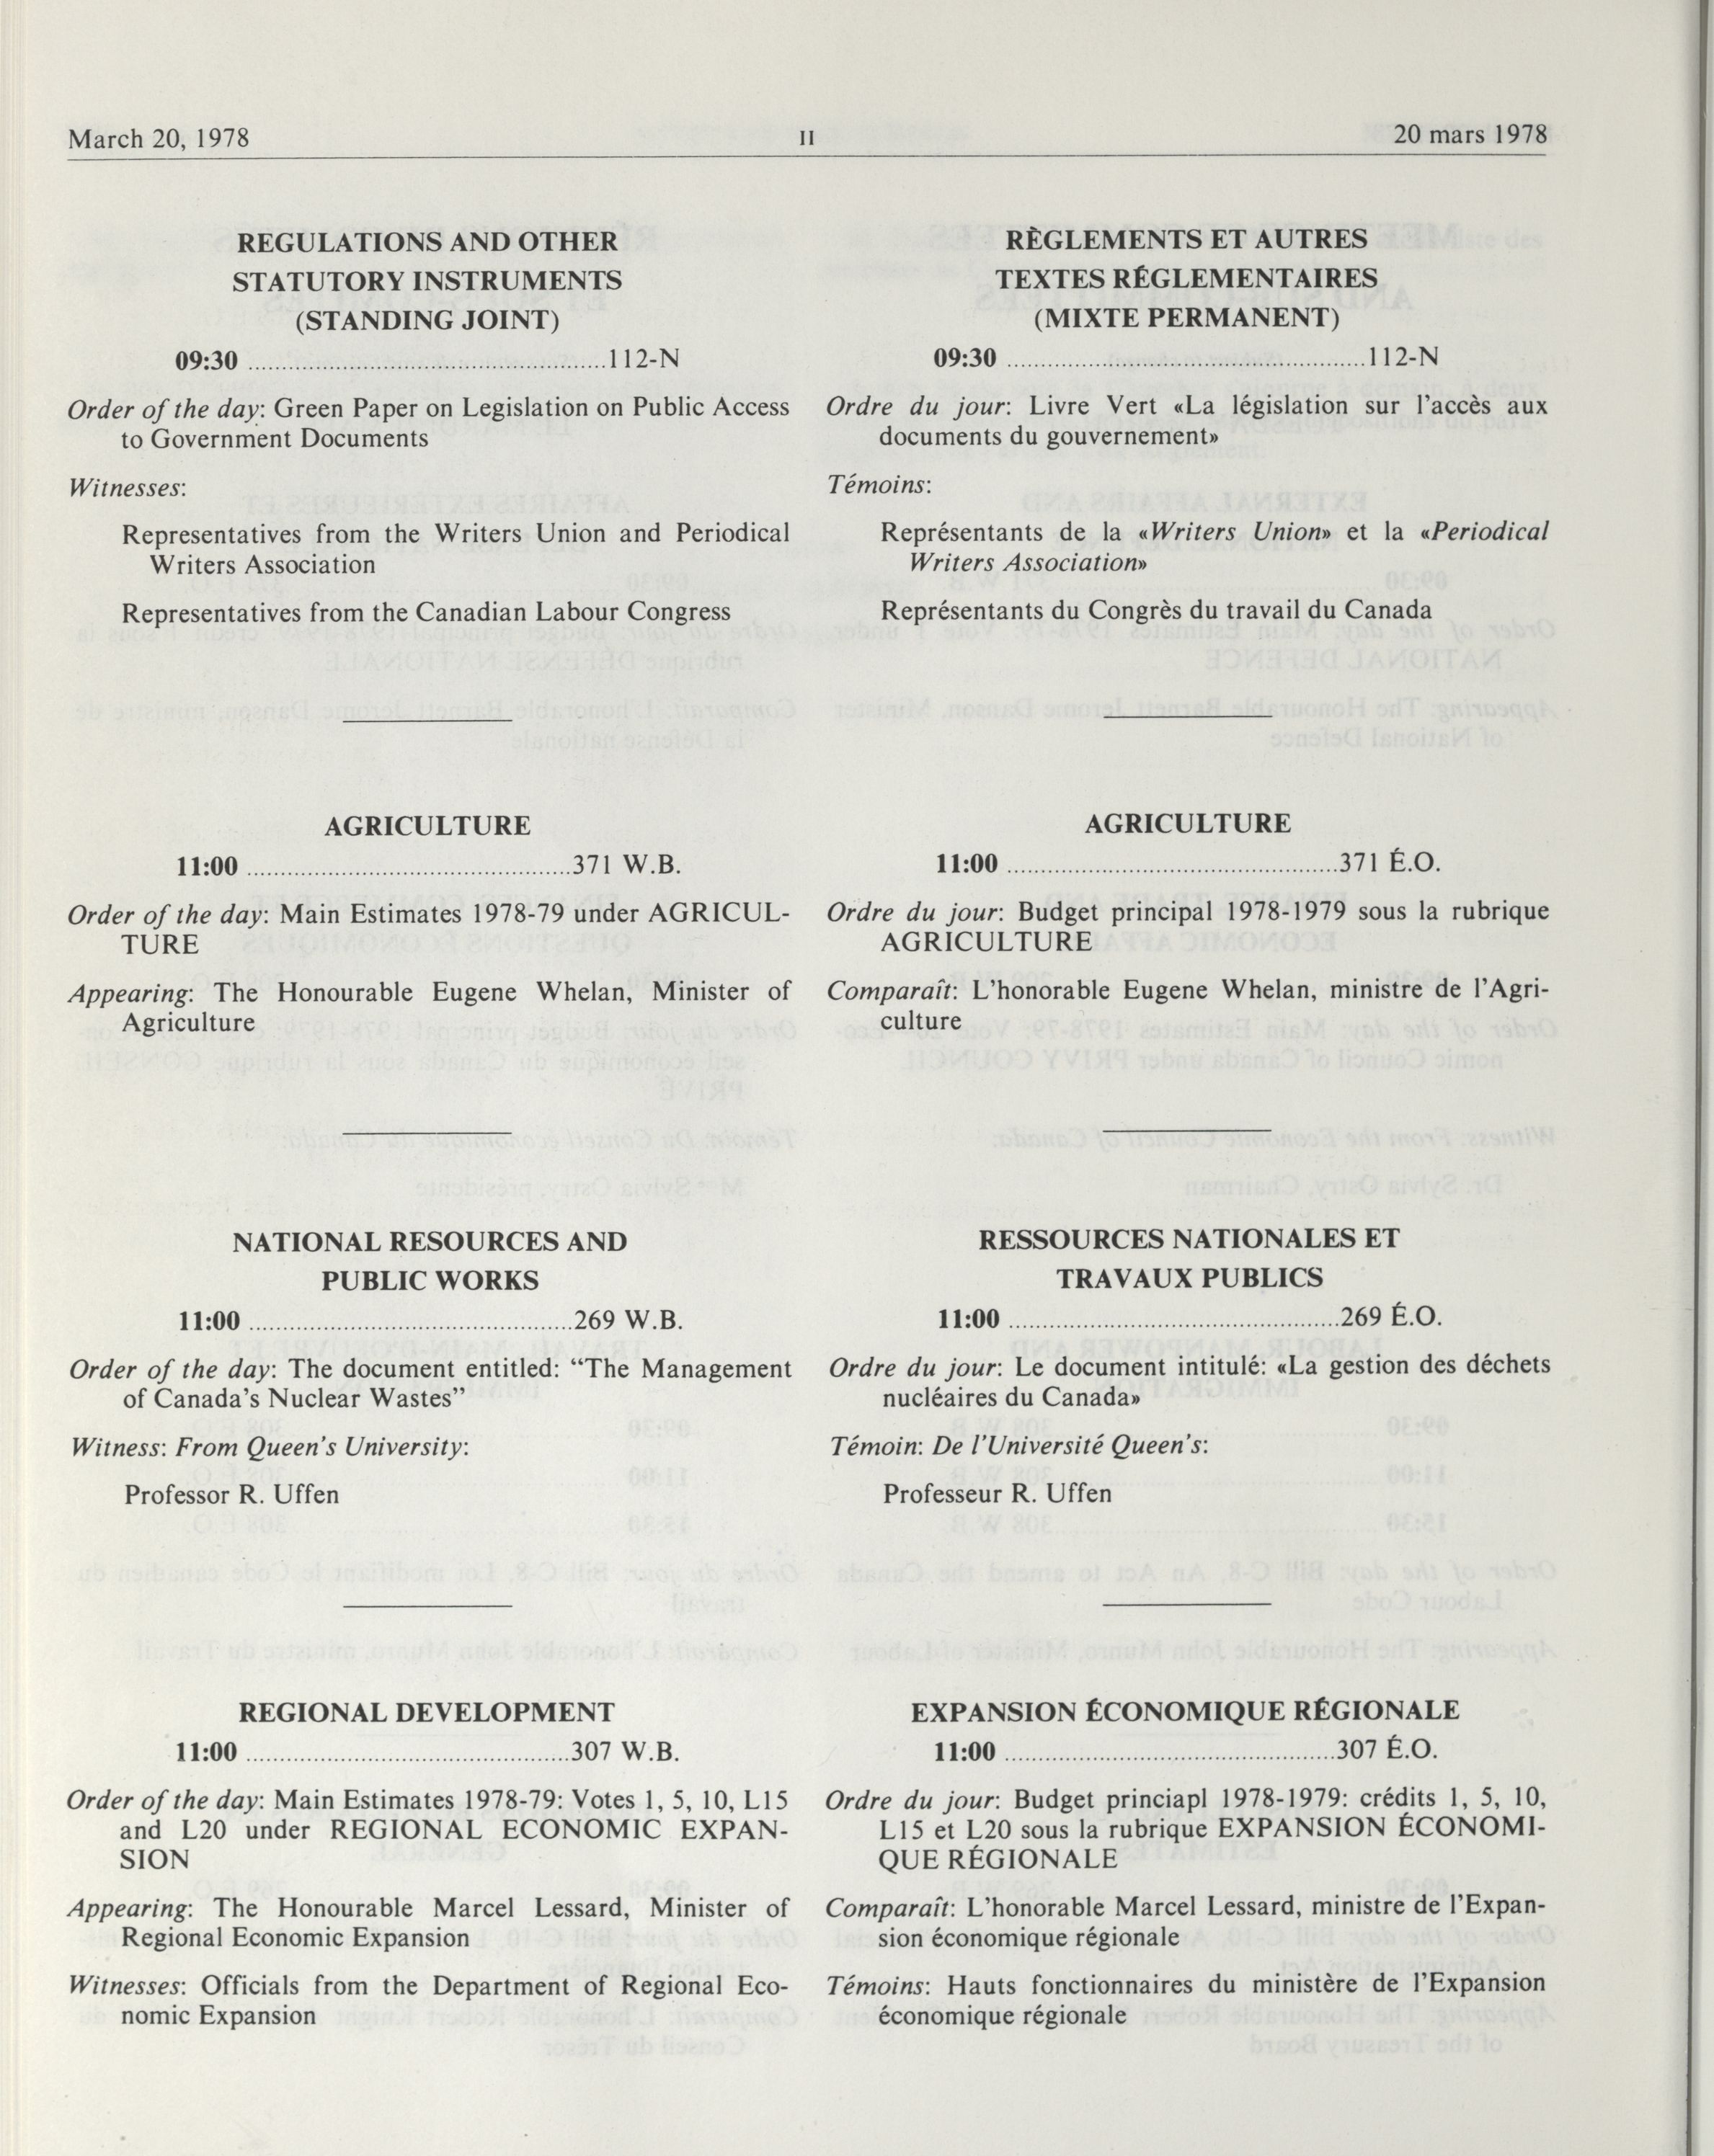 March 20, 1978
II
20 mars 1978
REGULATIONS AND OTHER
STATUTORY INSTRUMENTS
(STANDING JOINT)
09:30 ....................................................112-N
Order of the day: Green Paper on Legislation on Public Access
to Government Documents
Witnesses:
Representatives from the Writers Union and Periodical
Writers Association
Representatives from the Canadian Labour Congress
AGRICULTURE
11:00 ...............................................371 W.B.
Order of the day: Main Estimates 1978-79 under AGRICUL-
TURE
Appearing: The Honourable Eugene Whelan, Minister of
Agriculture
NATIONAL RESOURCES AND
PUBLIC WORKS
11:00 ...............................................269 W.B.
Order of the day: The document entitled: “The Management
of Canada’s Nuclear Wastes”
Witness: From Queen’s University:
Professor R. Uffen
REGIONAL DEVELOPMENT
11:00 ...............................................307 W.B.
Order of the day: Main Estimates 1978-79: Votes 1, 5, 10, L15
and L20 under REGIONAL ECONOMIC EXPAN-
SION
Appearing: The Honourable Marcel Lessard, Minister of
Regional Economic Expansion
Witnesses: Officials from the Department of Regional Eco-
nomic Expansion
RÈGLEMENTS ET AUTRES
TEXTES RÉGLEMENTAIRES
(MIXTE PERMANENT)
09:30 ....................................................112-N
Ordre du jour: Livre Vert «La législation sur l’accès aux
documents du gouvernement»
Témoins:
Représentants de la «Writers Union» et la «Periodical
Writers Association»
Représentants du Congrès du travail du Canada
AGRICULTURE
11:00 ................................................371 É.O.
Ordre du jour: Budget principal 1978-1979 sous la rubrique
AGRICULTURE
Comparaît: L’honorable Eugene Whelan, ministre de l’Agri-
culture
RESSOURCES NATIONALES ET
TRAVAUX PUBLICS
11:00 ................................................269 É.O.
Ordre du jour: Le document intitulé: «La gestion des déchets
nucléaires du Canada»
Témoin: De l’Université Queen’s:
Professeur R. Uffen
EXPANSION ÉCONOMIQUE RÉGIONALE
11:00 ................................................307 É.O.
Ordre du jour: Budget princiapl 1978-1979: crédits 1, 5, 10,
L15 et L20 sous la rubrique EXPANSION ÉCONOMI-
QUE RÉGIONALE
Comparaît: L’honorable Marcel Lessard, ministre de l’Expan-
sion économique régionale
Témoins: Hauts fonctionnaires du ministère de l’Expansion
économique régionale